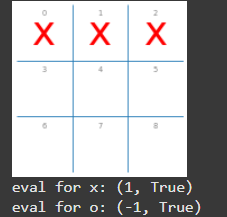 0 1 2
X X X
3 4 5
6 7 8
eval for x: (1, True)
eval for o: (-1, True)